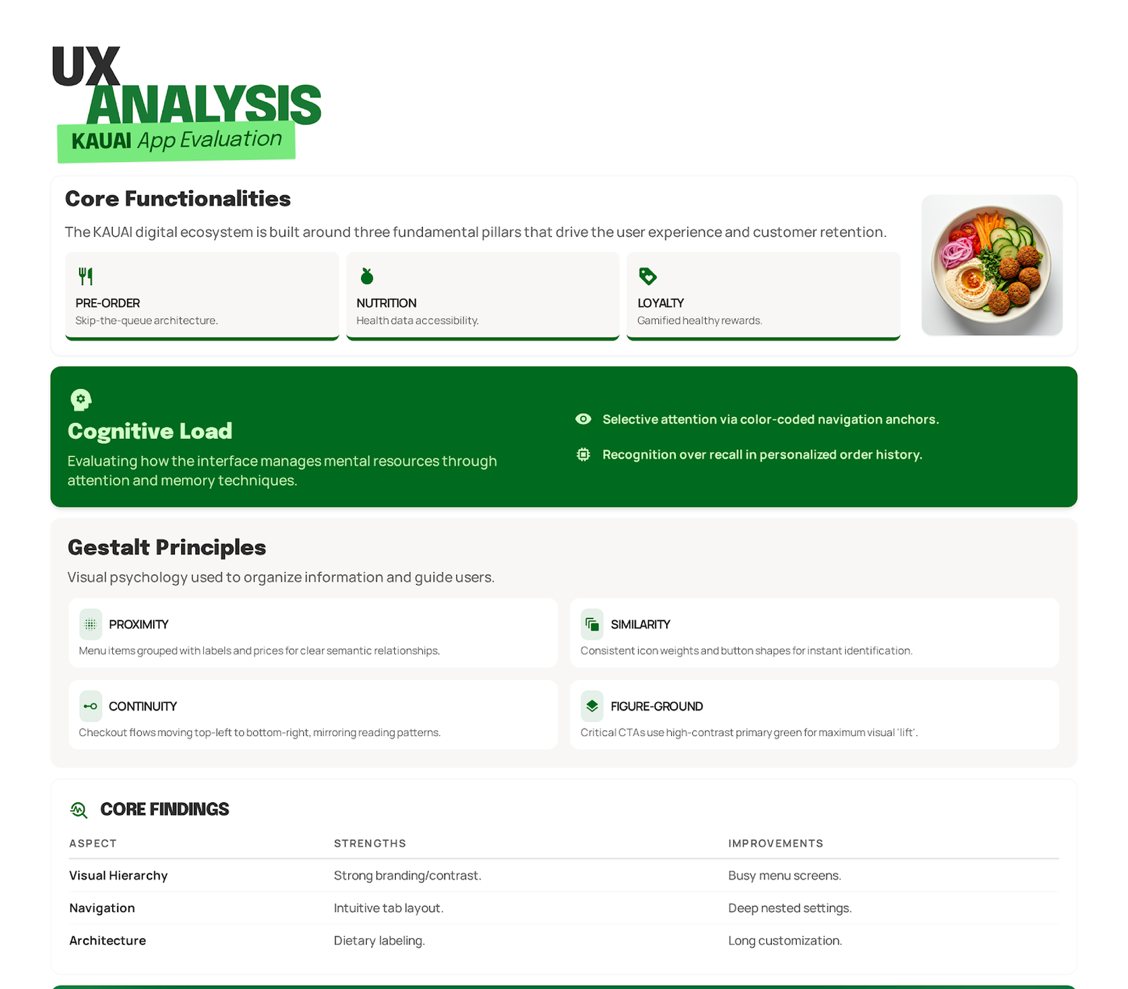 UX
ANALYSIS
KAUAI App Evaluation
Core Functionalities
The KAUAI digital ecosystem is built around three fundamental pillars that drive the user experience and customer retention.
PRE-ORDER
Skip-the-queue architecture.
NUTRITION
Health data accessibility.
LOYALTY
Gamified healthy rewards.
Cognitive Load
Evaluating how the interface manages mental resources through
attention and memory techniques.
Selective attention via color-coded navigation anchors.
Recognition over recall in personalized order history.
Gestalt Principles
Visual psychology used to organize information and guide users.
PROXIMITY
Menu items grouped with labels and prices for clear semantic relationships.
SIMILARITY
Consistent icon weights and button shapes for instant identification.
CONTINUITY
Checkout flows moving top-left to bottom-right, mirroring reading patterns.
FIGURE-GROUND
Critical CTAs use high-contrast primary green for maximum visual 'lift'.
CORE FINDINGS
ASPECT STRENGTHS IMPROVEMENTS
Visual Hierarchy Strong branding/contrast. Busy menu screens.
Navigation Intuitive tab layout. Deep nested settings.
Architecture Dietary labeling. Long customization.